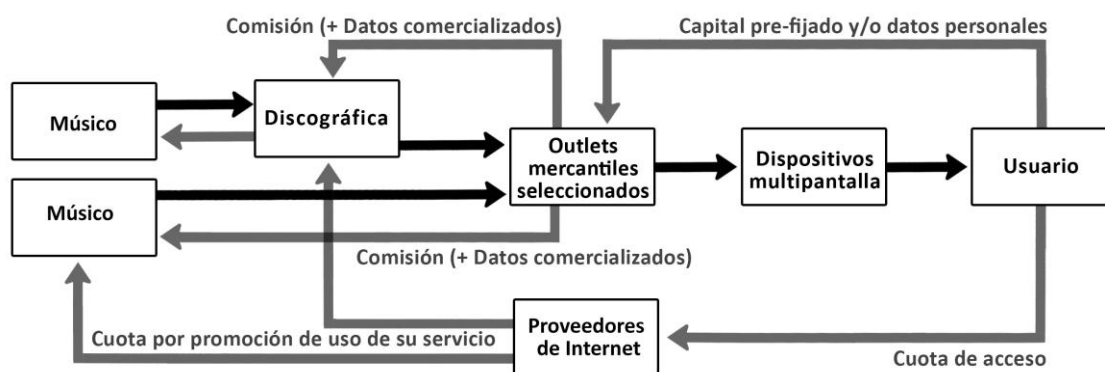 Comisión (+ Datos comercializados)
Capital pre-fijado y/o datos personales
Músico
Discográfica
Outlets
mercantiles
seleccionados
Dispositivos
multipantalla
Usuario
Músico
Comisión (+ Datos comercializados)
Cuota por promoción de uso de su servicio
Proveedores
de Internet
Cuota de acceso